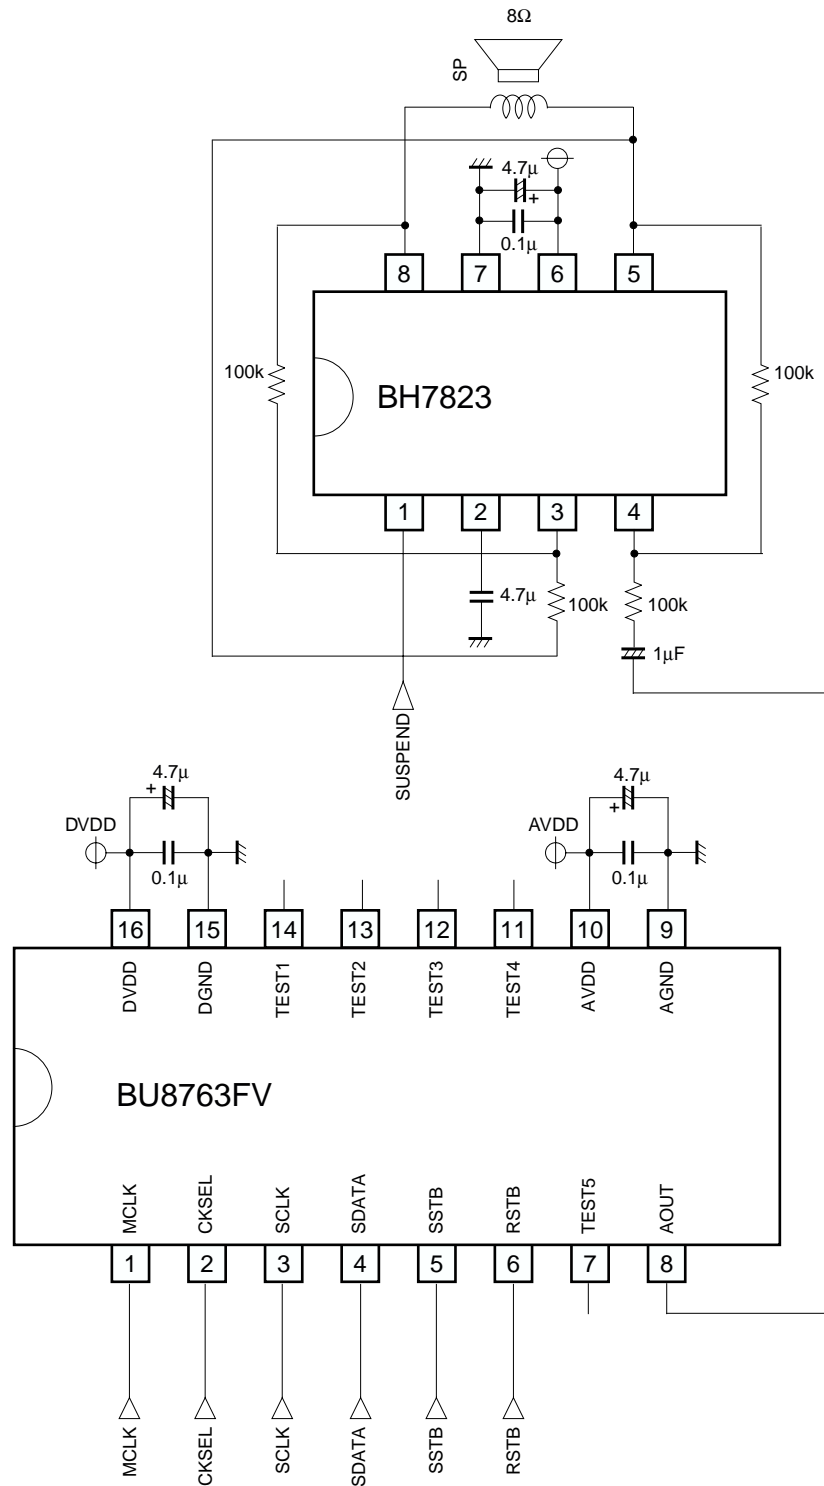 8Ω
SP
4.7μ
+
0.1μ
8
7
6
5
100k
BH7823
100k
1
2
3
4
4.7μ
100k
100k
1μF
SUSPEND
4.7μ
+
DVDD
0.1μ
4.7μ
+
AVDD
0.1μ
16
15
14
13
12
11
10
9
DVDD
DGND
TEST1
TEST2
TEST3
TEST4
AVDD
AGND
BU8763FV
MCLK
CKSEL
SCLK
SDATA
SSTB
RSTB
TEST5
AOUT
1
2
3
4
5
6
7
8
MCLK
CKSEL
SCLK
SDATA
SSTB
RSTB